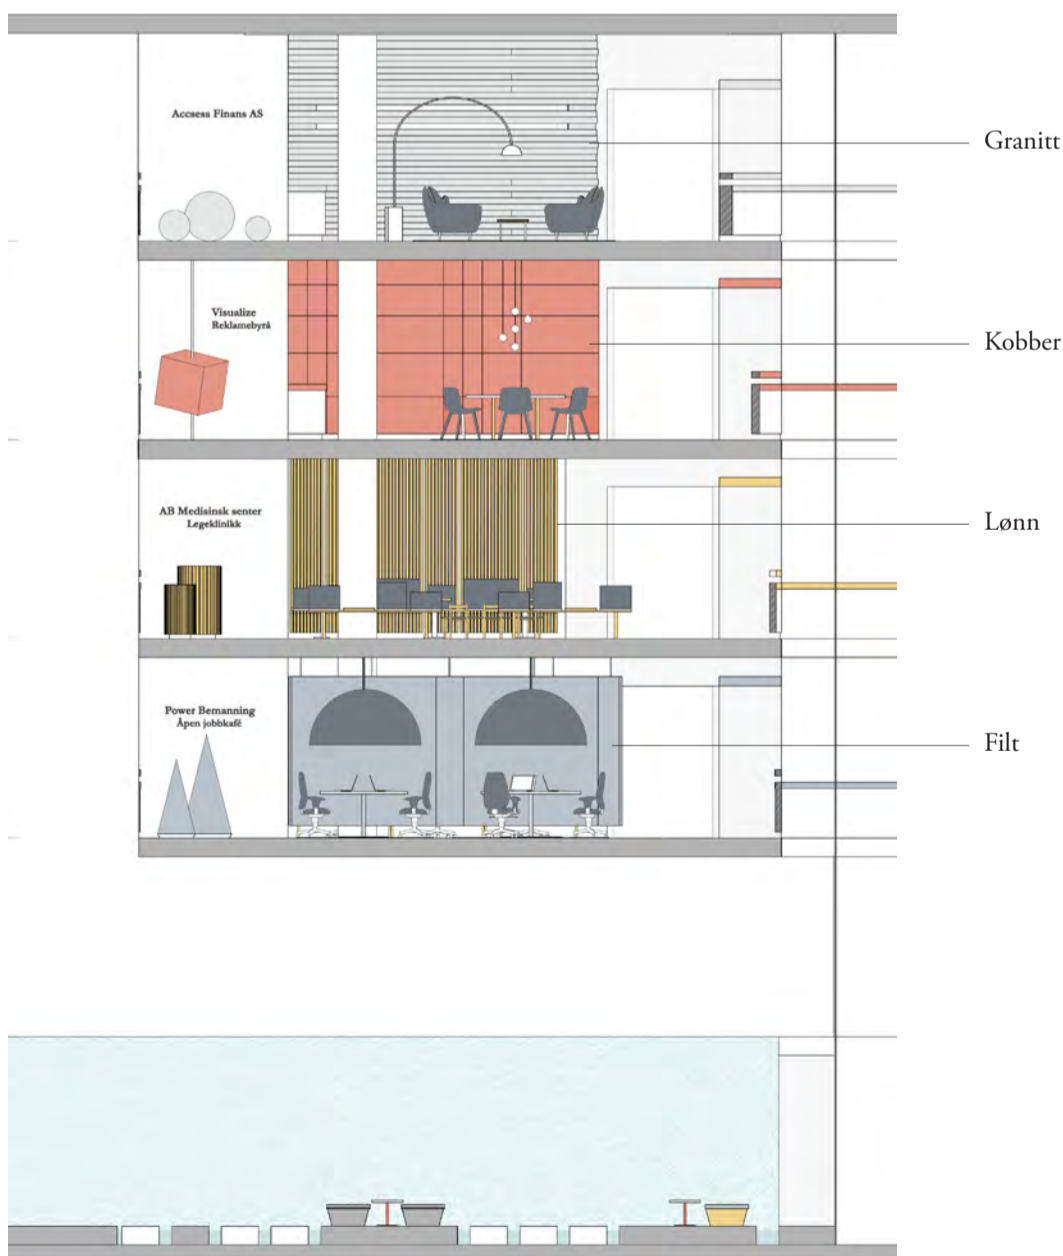 Accsess Finans AS
Granitt
Visualize
Reklamebyrå
Kobber
AB Medisinsk senter
Legeklinikk
Lønn
Power Bemanning
Åpen jobbkafé
Filt